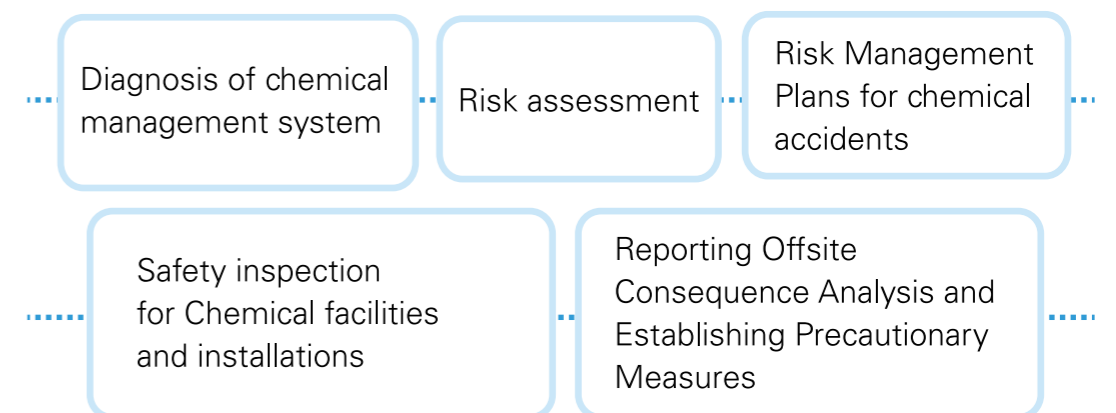 Diagnosis of chemical
management system
Risk assessment
Risk Management
Plans for chemical
accidents
Safety inspection
for Chemical facilities
and installations
Reporting Offsite
Consequence Analysis and
Establishing Precautionary
Measures